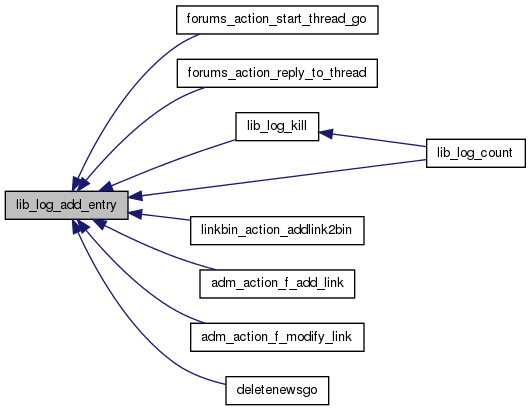 forums_action_start_thread_go
forums_action_reply_to_thread
lib_log_kill
lib_log_count
lib_log_add_entry
linkbin_action_addlink2bin
adm_action_f_add_link
adm_action_f_modify_link
deletenewsgo